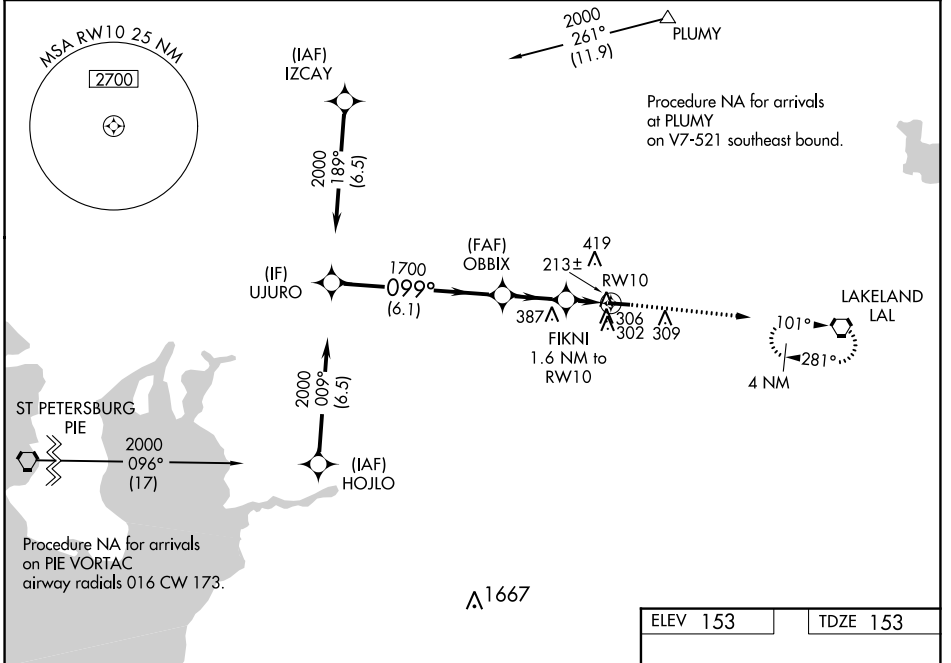 MSA RW10 25 NM
2700
(IAF)
IZCAY
2000
261°
(11.9)
PLUMY
Procedure NA for arrivals
at PLUMY
on V7-521 southeast bound.
2000
189°
(6.5)
(IF)
UJURO
1700
099°
(6.1)
(FAF)
OBBIX
213±
419
RW10
387
306
302
309
FIKNI
1.6 NM to
RW10
LAKELAND
LAL
101°
281°
4 NM
2000
009°
(6.5)
ST PETERSBURG
PIE
2000
096°
(17)
(IAF)
HOJLO
Procedure NA for arrivals
on PIE VORTAC
airway radials 016 CW 173.
1667
ELEV 153
TDZE 153